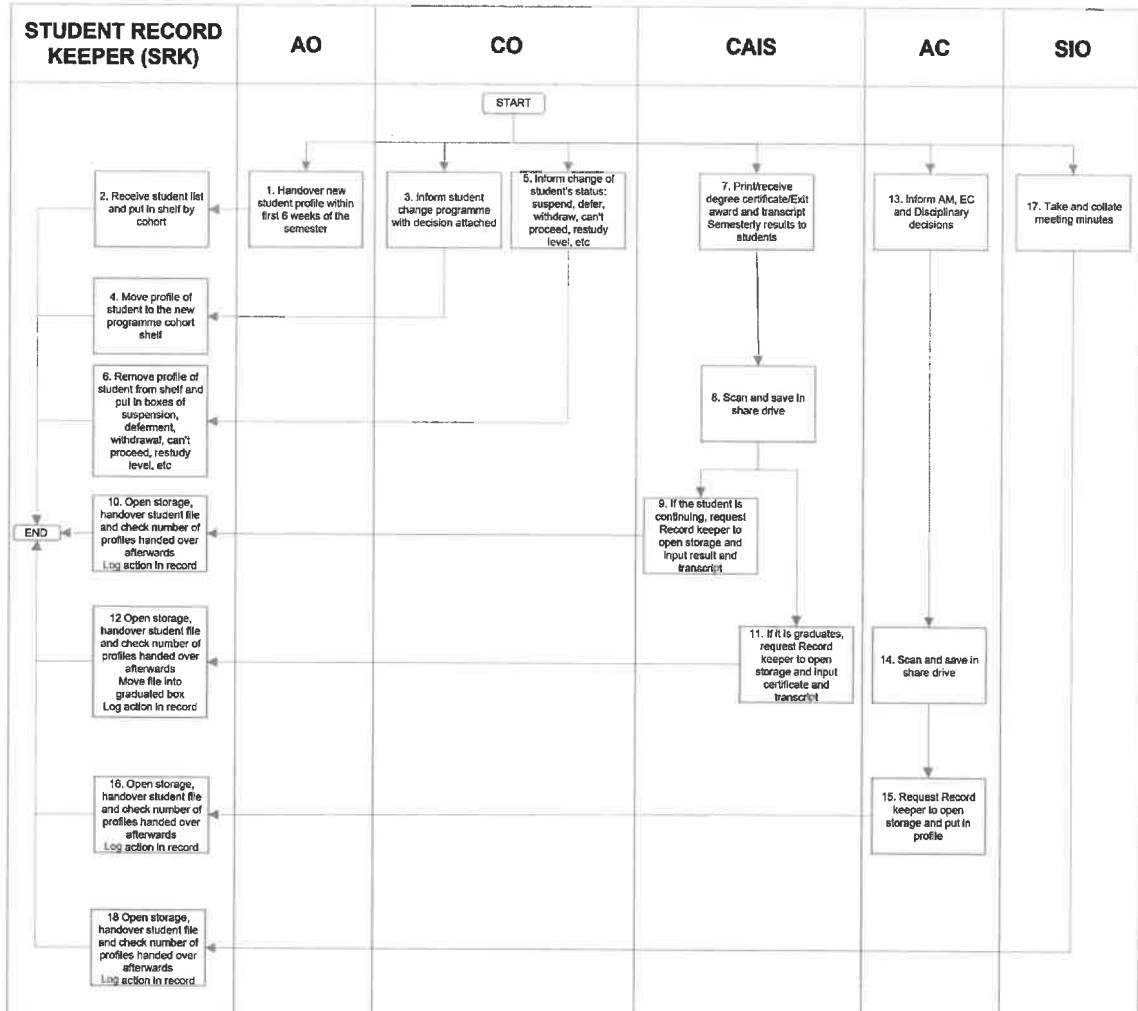 STUDENT RECORD
KEEPER (SRK)
AO
CO
CAIS
AC
SIO
START
2. Receive student list
and put in shelf by
cohort
1. Handover new
student profile within
first 6 weeks of the
semester
3. Inform student
change programme
with decision attached
5. Inform change of
student's status:
suspend, defer,
withdraw, can't
proceed, restudy
level, etc
7. Print/receive
degree certificate/Exit
award and transcript
Semesterly results to
students
13. Inform AM, EC
and Disciplinary
decisions
17. Take and collate
meeting minutes
4. Move profile of
student to the new
programme cohort
shelf
6. Remove profile of
student from shelf and
put in boxes of
suspension,
deferment,
withdrawal, can't
proceed, restudy
level, etc
8. Scan and save in
share drive
END
10. Open storage,
handover student file
and check number of
profiles handed over
afterwards
Log action in record
9. If the student is
continuing, request
Record keeper to
open storage and
input result and
transcript
12 Open storage,
handover student file
and check number of
profiles handed over
afterwards
Move file into
graduated box
Log action in record
11. If it is graduates,
request Record
keeper to open
storage and input
certificate and
transcript
14. Scan and save in
share drive
16. Open storage,
handover student file
and check number of
profiles handed over
afterwards
Log action in record
15. Request Record
keeper to open
storage and put in
profile
18 Open storage,
handover student file
and check number of
profiles handed over
afterwards
Log action in record